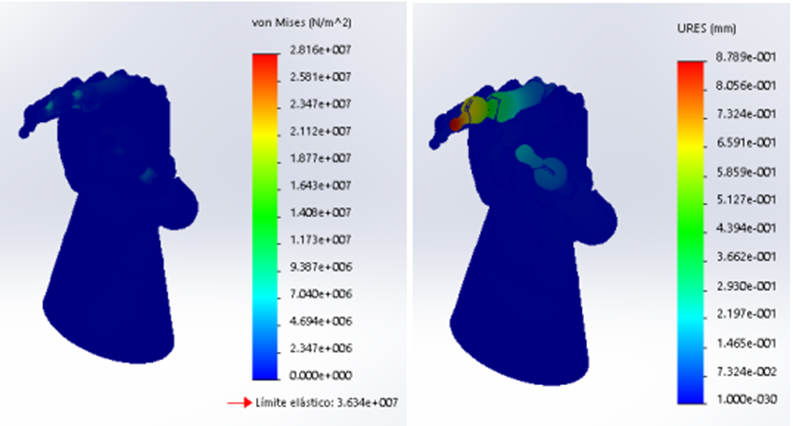 von Mises (N/m^2)
2.816e+007
2.581e+007
2.347e+007
2.112e+007
1.877e+007
1.643e+007
1.408e+007
1.173e+007
9.387e+006
7.040e+006
4.694e+006
2.347e+006
0.000e+000
Límite elástico: 3.634e+007
URES (mm)
8.789e-001
8.056e-001
7.324e-001
6.591e-001
5.859e-001
5.127e-001
4.394e-001
3.662e-001
2.930e-001
2.197e-001
1.465e-001
7.324e-002
1.000e-030